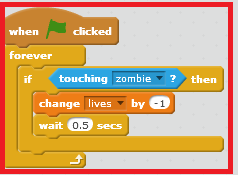 when clicked
forever
if touching zombie ? then
change lives by -1
wait 0.5 secs